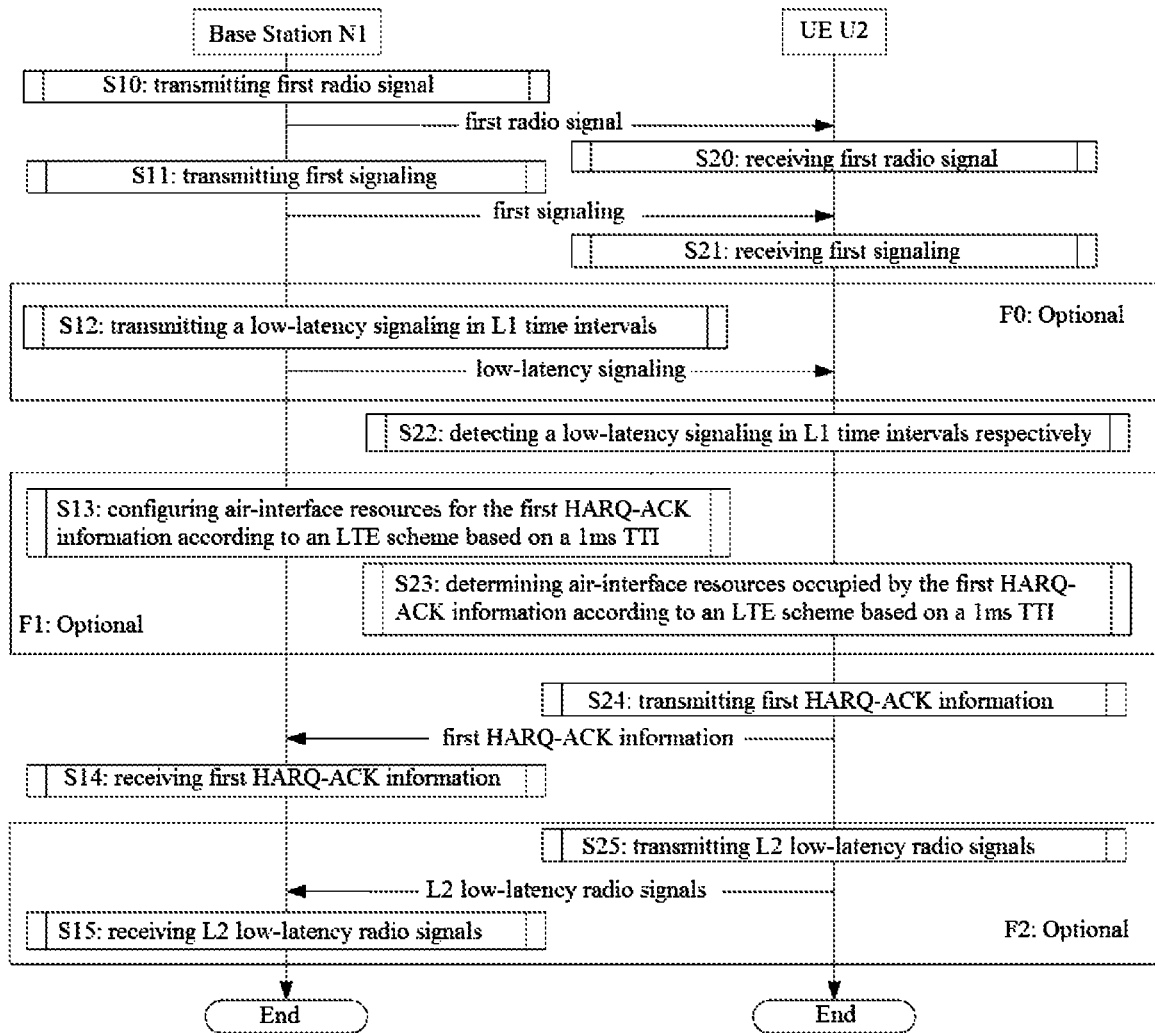 Base Station N1
UE U2
S10: transmitting first radio signal
first radio signal
S20: receiving first radio signal
S11: transmitting first signaling
first signaling
S21: receiving first signaling
S12: transmitting a low-latency signaling in L1 time intervals
F0: Optional
low-latency signaling
S22: detecting a low-latency signaling in L1 time intervals respectively
S13: configuring air-interface resources for the first HARQ-ACK
information according to an LTE scheme based on a 1ms TTI
S23: determining air-interface resources occupied by the first HARQ-
ACK information according to an LTE scheme based on a 1ms TTI
F1: Optional
S24: transmitting first HARQ-ACK information
first HARQ-ACK information
S14: receiving first HARQ-ACK information
S25: transmitting L2 low-latency radio signals
L2 low-latency radio signals
S15: receiving L2 low-latency radio signals
F2: Optional
End
End